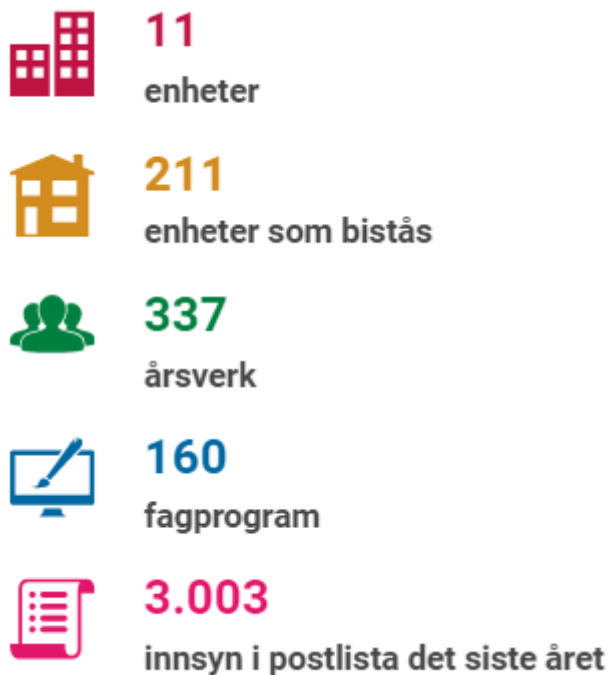 11
enheter
211
enheter som bistås
337
årsverk
160
fagprogram
3.003
innsyn i postlista det siste året